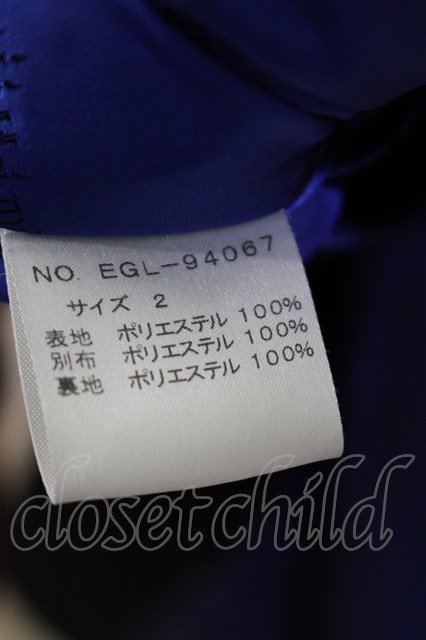 NO. EGL-94067
サイズ 2
表地 ポリエステル 100%
別布 ポリエステル 100%
裏地 ポリエステル 100%
closetchild